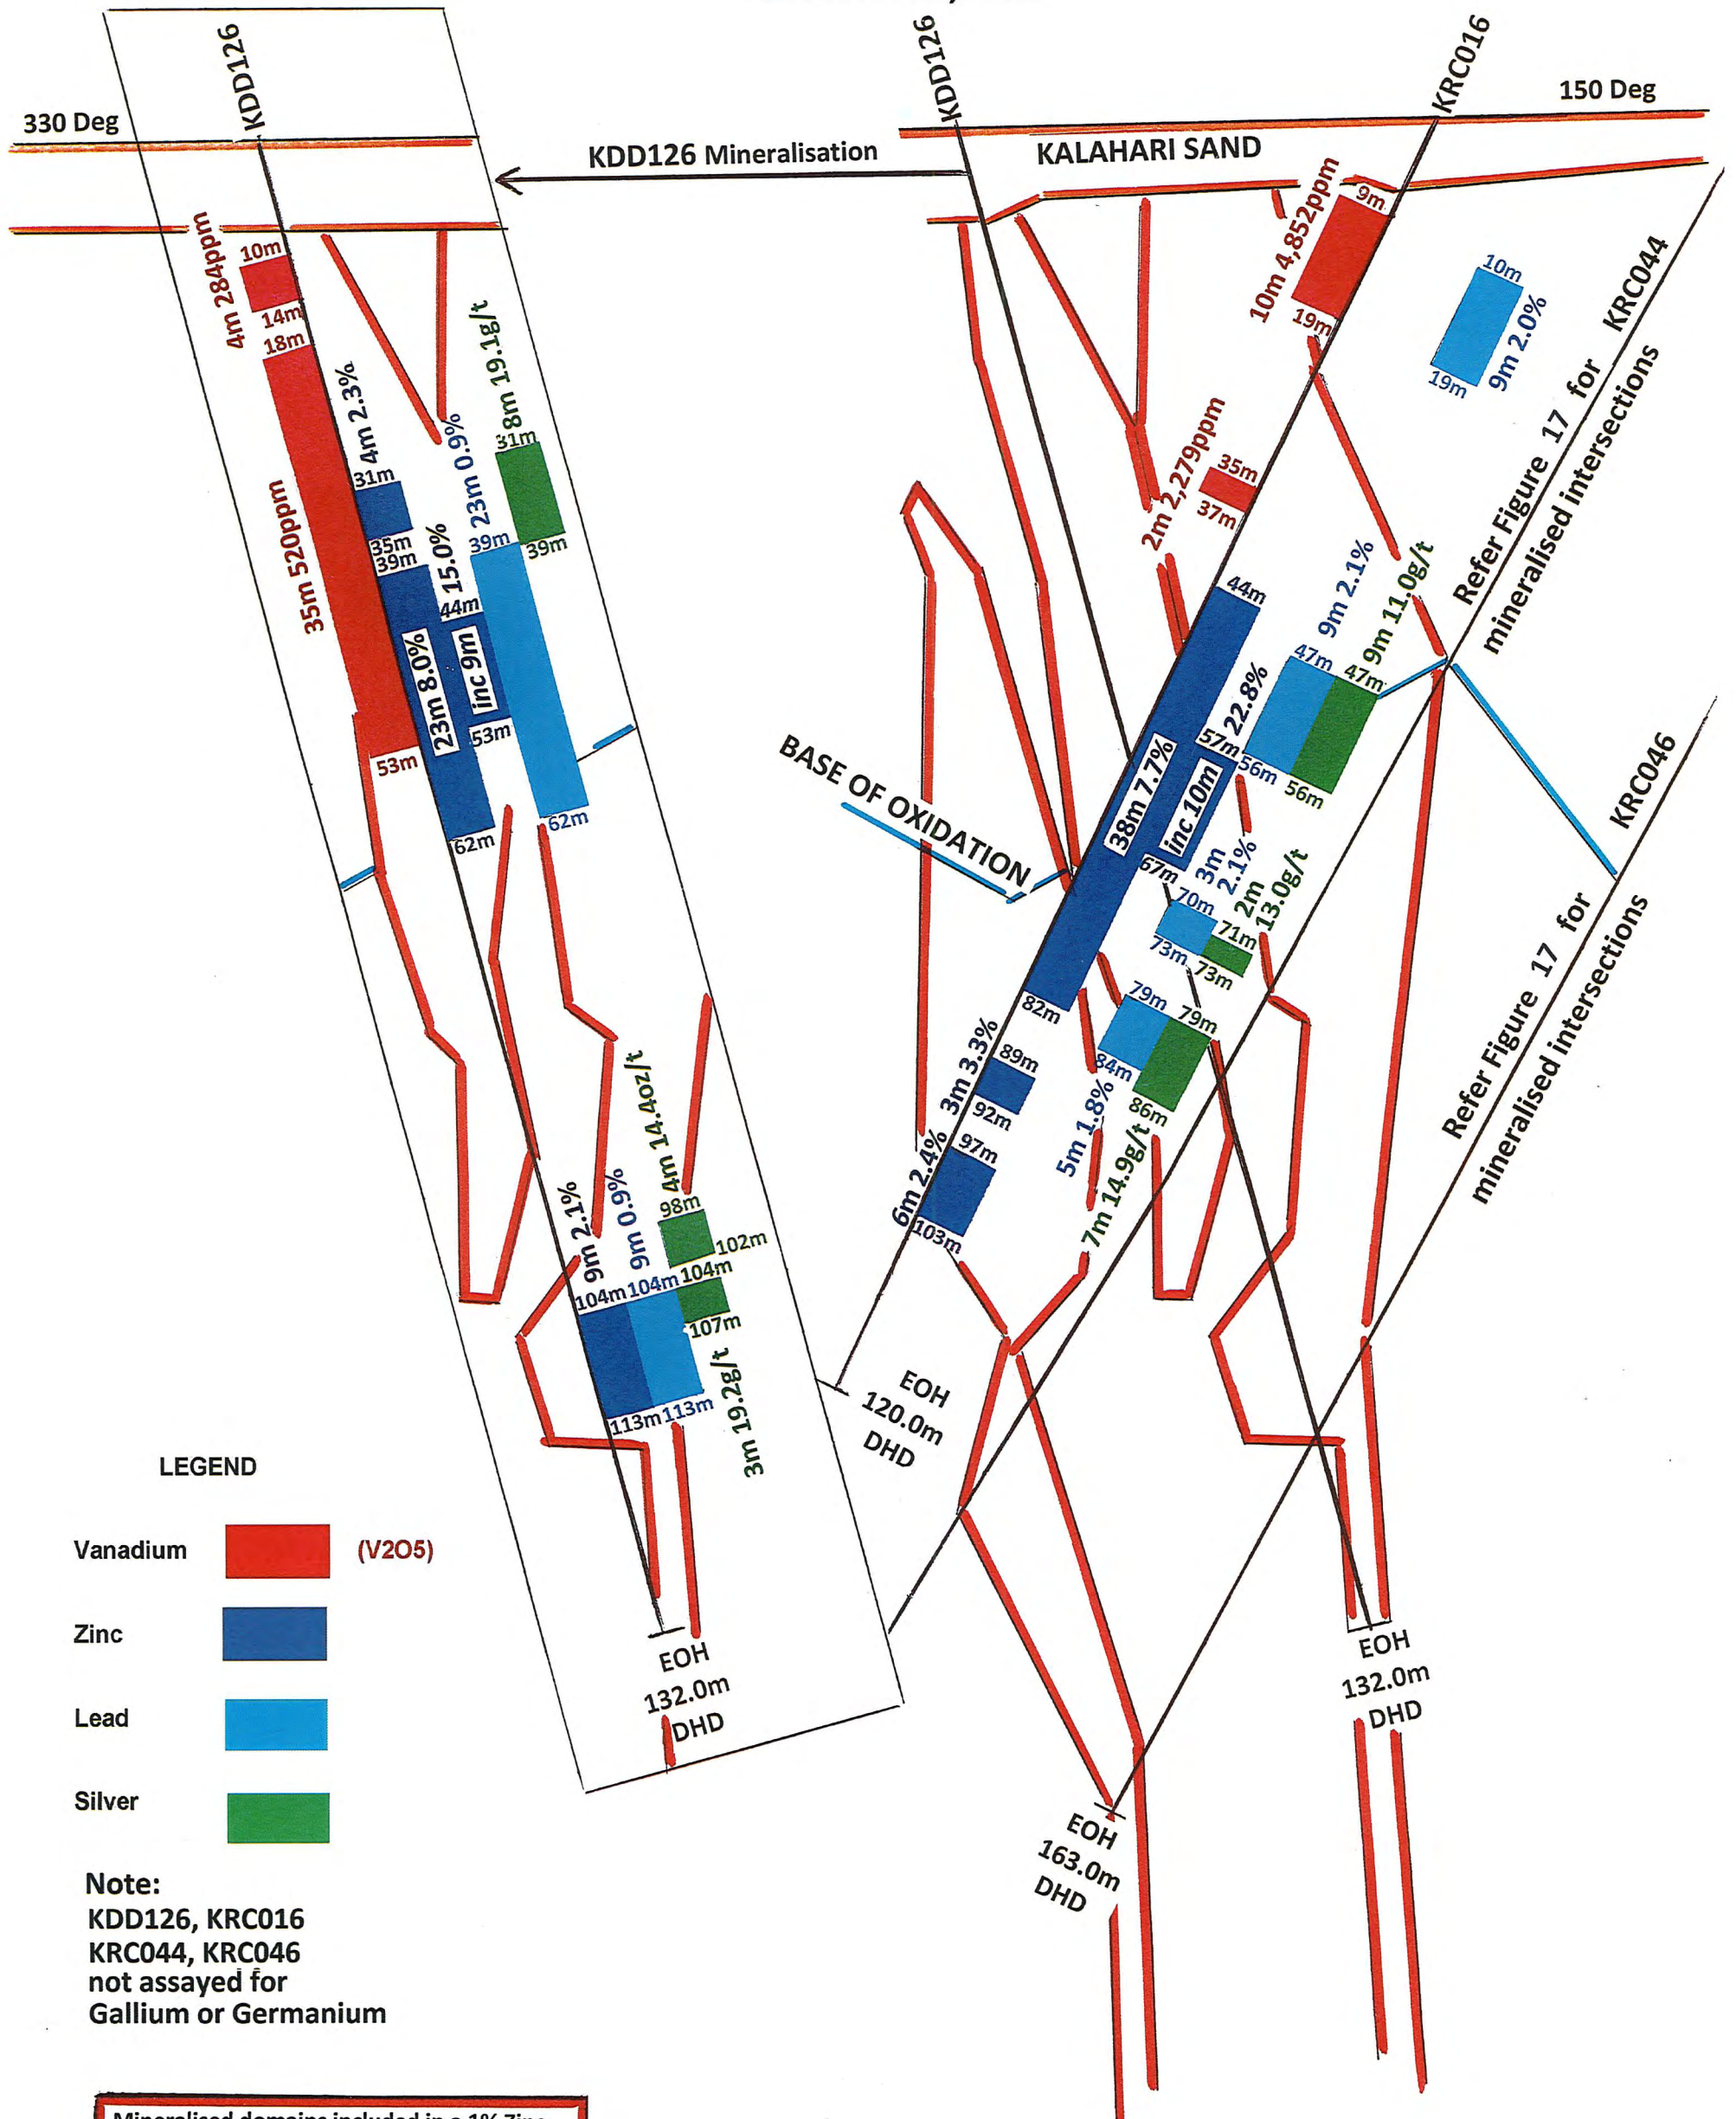 KDD126
330 Deg
4m 284ppm
10m
14m
18m
35m 520ppm
53m
4m 2.3%
31m
35m
39m
15.0%
44m
23m 8.0%
inc 9m
53m
62m
23m 0.9%
39m
62m
8m 19.1g/t
31m
39m
9m 2.1%
104m
113m
9m 0.9%
104m
113m
4m 14.4oz/t
98m
102m
104m
107m
3m 19.2g/t
EOH
132.0m
DHD
KDD126 Mineralisation
KDD126
KRC016
150 Deg
KALAHARI SAND
10m 4,852ppm
9m
19m
10m
19m
9m 2.0%
KRC044
Refer Figure 17 for
mineralised intersections
2m 2,279ppm
35m
37m
44m
38m 7.7%
22.8%
57m
inc 10m
67m
82m
9m 2.1%
47m
56m
9m 11.0g/t
47m
56m
BASE OF OXIDATION
3m
2.1%
70m
73m
2m
13.0g/t
71m
73m
79m
84m
5m 1.8%
79m
86m
7m 14.9g/t
3m 3.3%
89m
92m
6m 2.4%
97m
103m
KRC046
Refer Figure 17 for
mineralised intersections
EOH
120.0m
DHD
EOH
132.0m
DHD
EOH
163.0m
DHD
LEGEND
Vanadium (V2O5)
Zinc
Lead
Silver
Note:
KDD126, KRC016
KRC044, KRC046
not assayed for
Gallium or Germanium
Mineralised domains included in a 1% Zinc